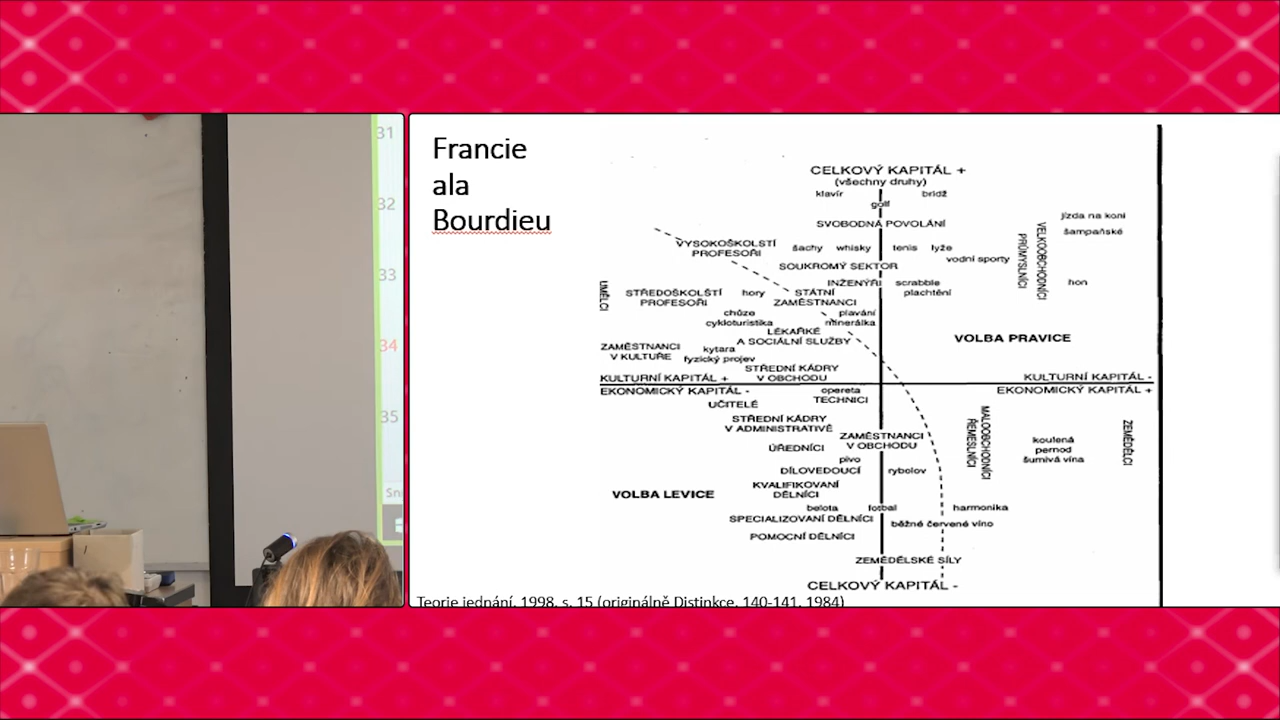 31
32
33
34
35
Francie
ala
Bourdieu
CELKOVÝ KAPITÁL +
(všechny druhy)
klavír bridž
golf
SVOBODNÁ POVOLÁNÍ
jízda na koni
šampaňské
VYSOKOŠKOLSTÍ
PROFESOŘI
šachy whisky tenis lyže
vodní sporty
SOUKROMÝ SEKTOR
PRŮMYSLNÍCI
VELKOOBCHODNÍCI
hon
INŽENÝŘI scrabble
plachtění
UMĚLCI
STŘEDOŠKOLŠTÍ
PROFESOŘI
hory
STÁTNÍ
ZAMĚSTNANCI
chůze
cykloturistika
plavání
minerálka
LÉKAŘKÉ
A SOCIÁLNÍ SLUŽBY
VOLBA PRAVICE
ZAMĚSTNANCI
V KULTUŘE
kytara
fyzický projev
STŘEDNÍ KÁDRY
V OBCHODU
KULTURNÍ KAPITÁL + KULTURNÍ KAPITÁL -
EKONOMICKÝ KAPITÁL - EKONOMICKÝ KAPITÁL +
opereta
TECHNICI
UČITELÉ
STŘEDNÍ KÁDRY
V ADMINISTRATIVĚ
ZAMĚSTNANCI
V OBCHODU
ÚŘEDNÍCI
MALOOBCHODNÍCI
ŘEMESLNÍCI
koulená
pernod
šumivá vína
ZEMĚDĚLCI
pivo
DÍLOVEDOUCÍ rybolov
KVALIFIKOVANÍ
DĚLNÍCI
VOLBA LEVICE
belota fotbal harmonika
SPECIALIZOVANÍ DĚLNÍCI běžné červené víno
POMOCNÍ DĚLNÍCI
ZEMĚDĚLSKÉ SÍLY
CELKOVÝ KAPITÁL -
Teorie jednání, 1998, s. 15 (originálně Distinkce, 140-141, 1984)